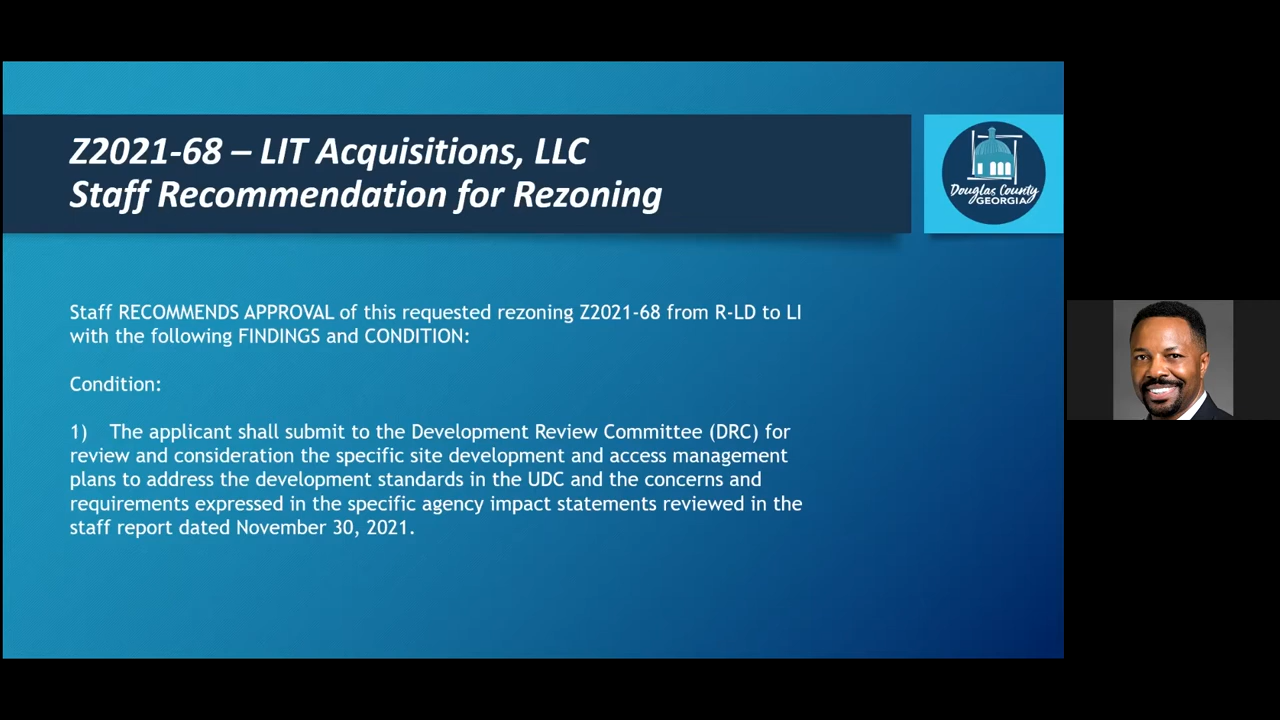 Z2021-68 – LIT Acquisitions, LLC
Staff Recommendation for Rezoning
Douglas County
GEORGIA
Staff RECOMMENDS APPROVAL of this requested rezoning Z2021-68 from R-LD to LI
with the following FINDINGS and CONDITION:
Condition:
1) The applicant shall submit to the Development Review Committee (DRC) for
review and consideration the specific site development and access management
plans to address the development standards in the UDC and the concerns and
requirements expressed in the specific agency impact statements reviewed in the
staff report dated November 30, 2021.